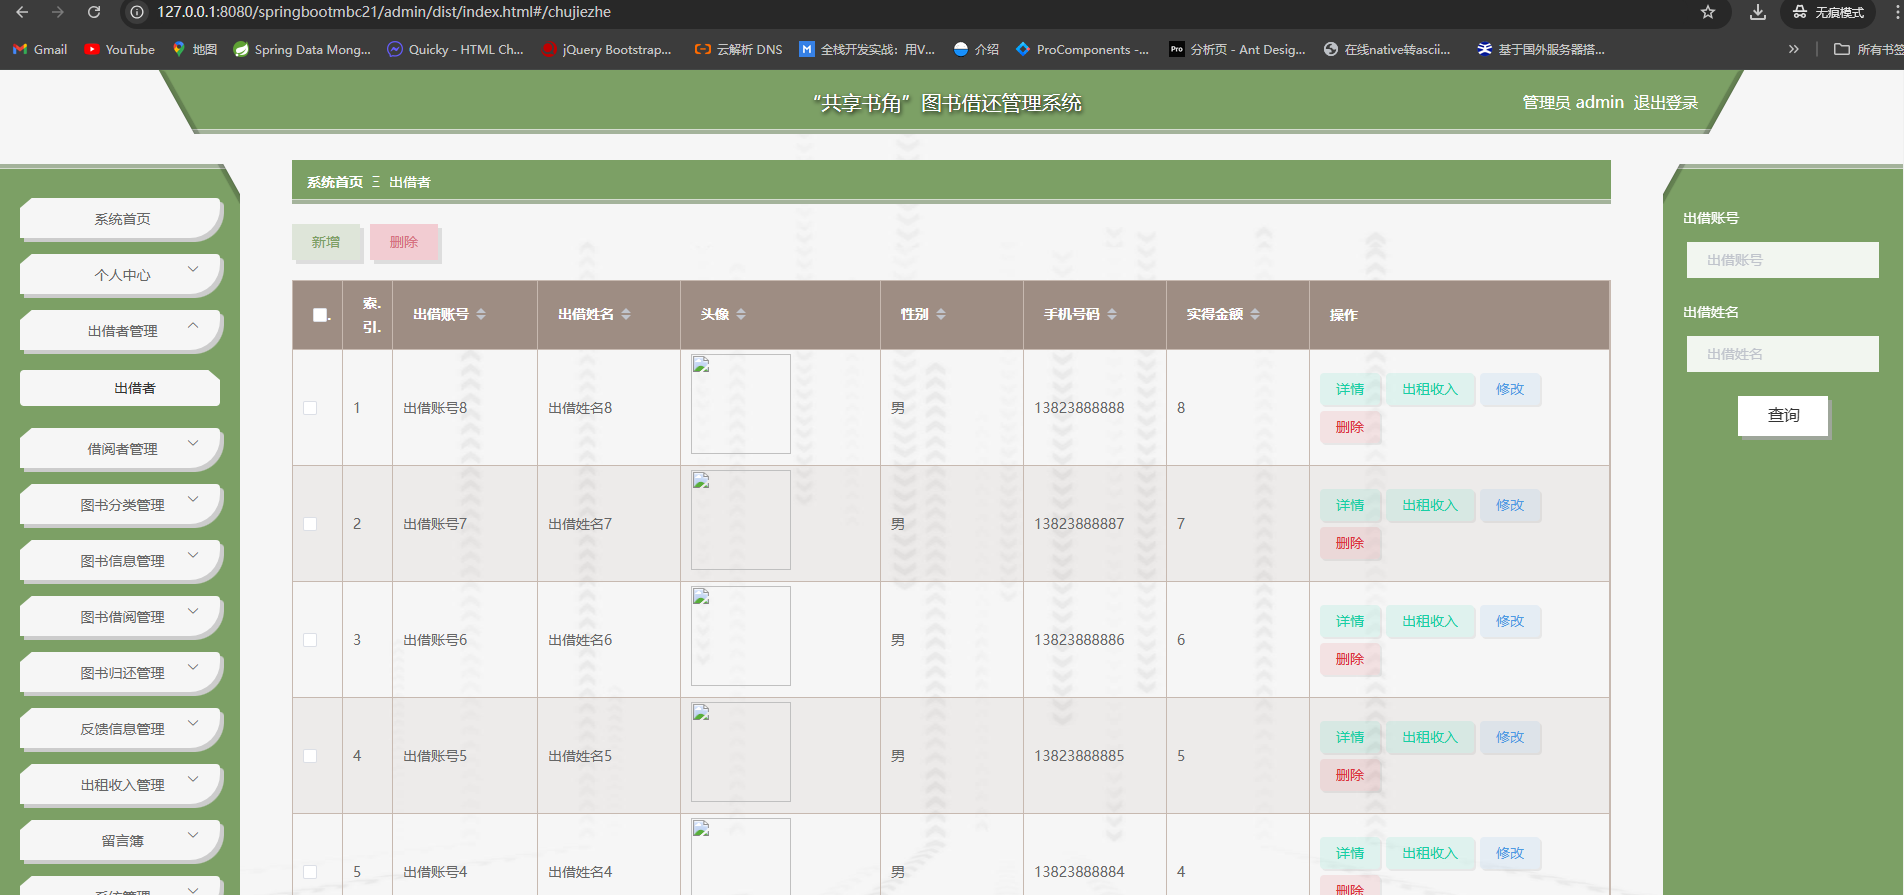 127.0.0.1:8080/springbootmbc21/admin/dist/index.html#/chujiezhe
无痕模式
Gmail YouTube 地图 Spring Data Mong... Quicky - HTML Ch... jQuery Bootstrap... 云解析 DNS 全栈开发实战：用V... 介绍 ProComponents -... Pro 分析页 - Ant Desig... 在线native转ascii... 基于国外服务器搭... 所有书签
“共享书角”图书借还管理系统
管理员 admin 退出登录
系统首页
个人中心
出借者管理
出借者
借阅者管理
图书分类管理
图书信息管理
图书借阅管理
图书归还管理
反馈信息管理
出租收入管理
留言簿
系统管理
系统首页 Ξ 出借者
新增 删除
索. 引. 出借账号 出借姓名 头像 性别 手机号码 实得金额 操作
1 出借账号8 出借姓名8 男 13823888888 8 详情 出租收入 修改
删除
2 出借账号7 出借姓名7 男 13823888887 7 详情 出租收入 修改
删除
3 出借账号6 出借姓名6 男 13823888886 6 详情 出租收入 修改
删除
4 出借账号5 出借姓名5 男 13823888885 5 详情 出租收入 修改
删除
5 出借账号4 出借姓名4 男 13823888884 4 详情 出租收入 修改
删除
出借账号
出借账号
出借姓名
出借姓名
查询